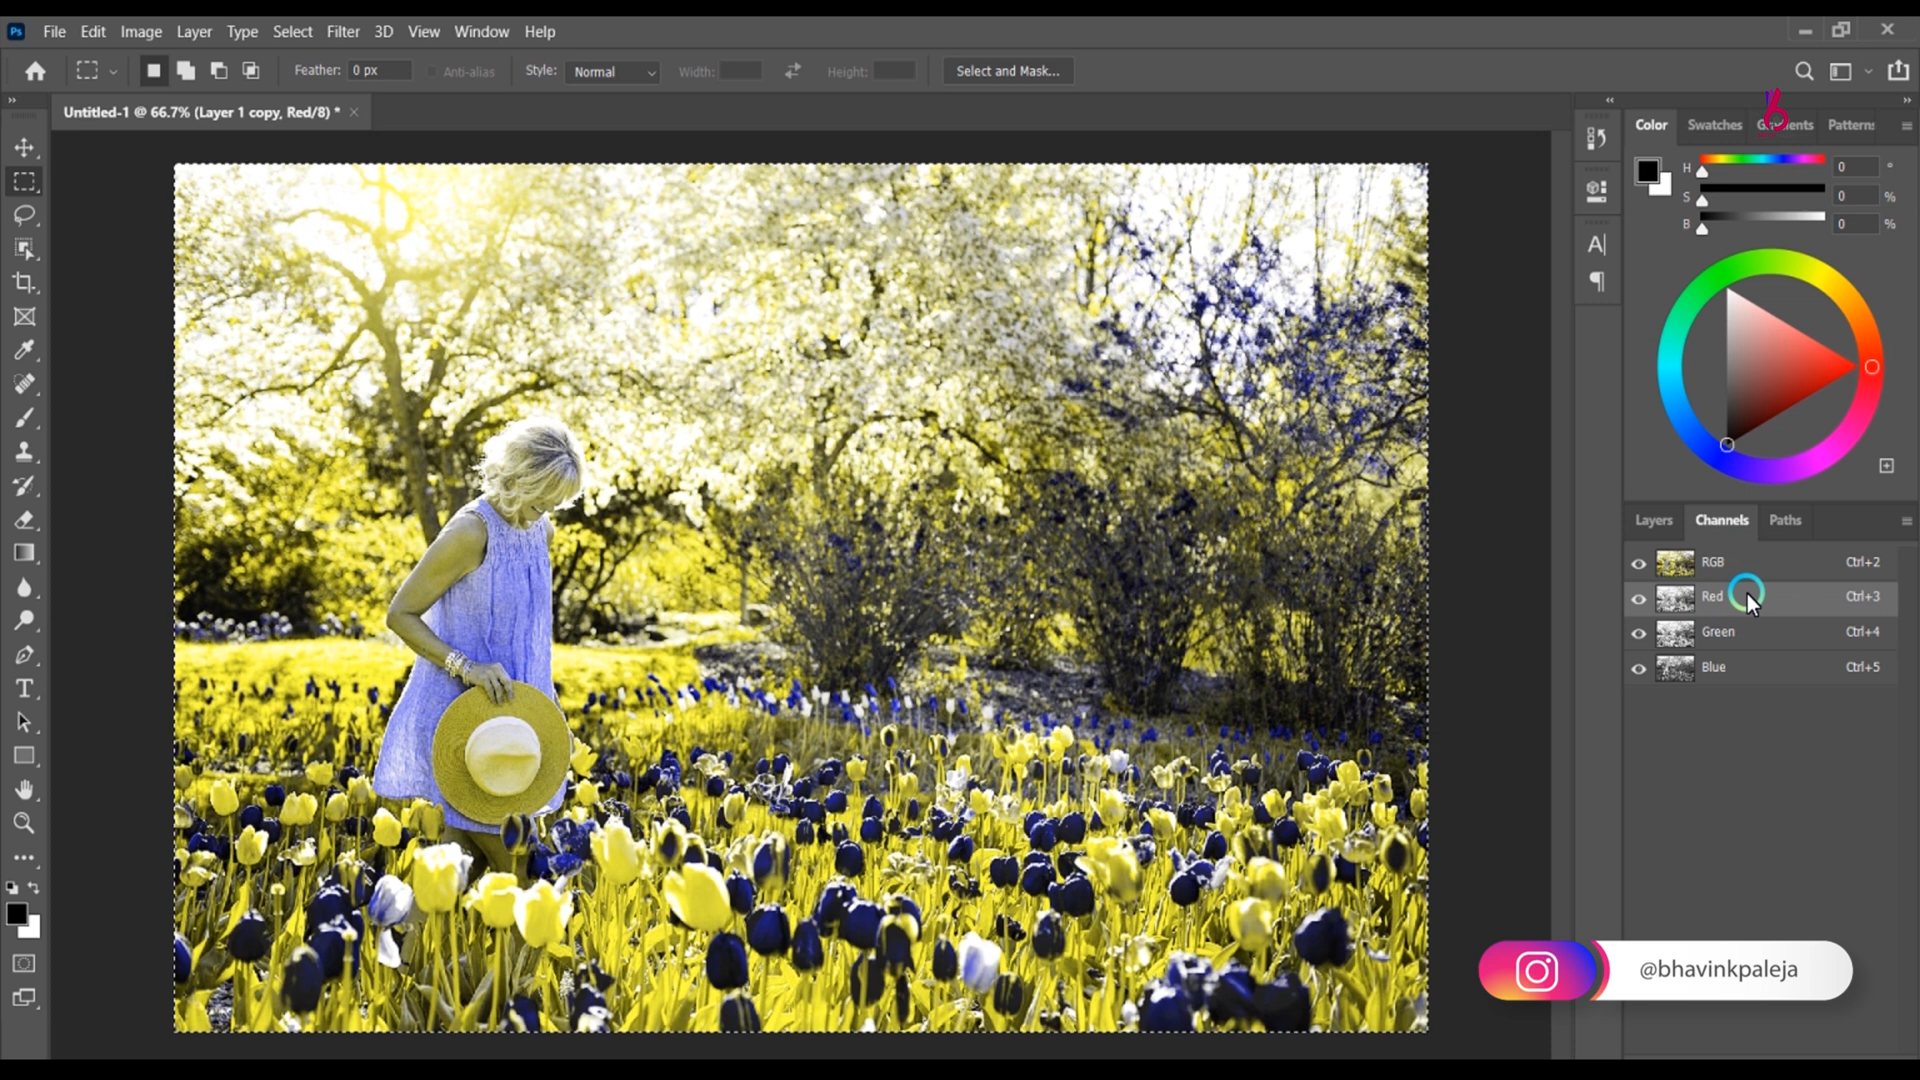 Ps File Edit Image Layer Type Select Filter 3D View Window Help
Feather: 0 px Anti-alias Style: Normal Width: Height: Select and Mask...
Untitled-1 @ 66.7% (Layer 1 copy, Red/8) *
Color Swatches Gradients Patterns
H 0 °
S 0 %
B 0 %
Layers Channels Paths
RGB Ctrl+2
Red Ctrl+3
Green Ctrl+4
Blue Ctrl+5
@bhavinkpaleja